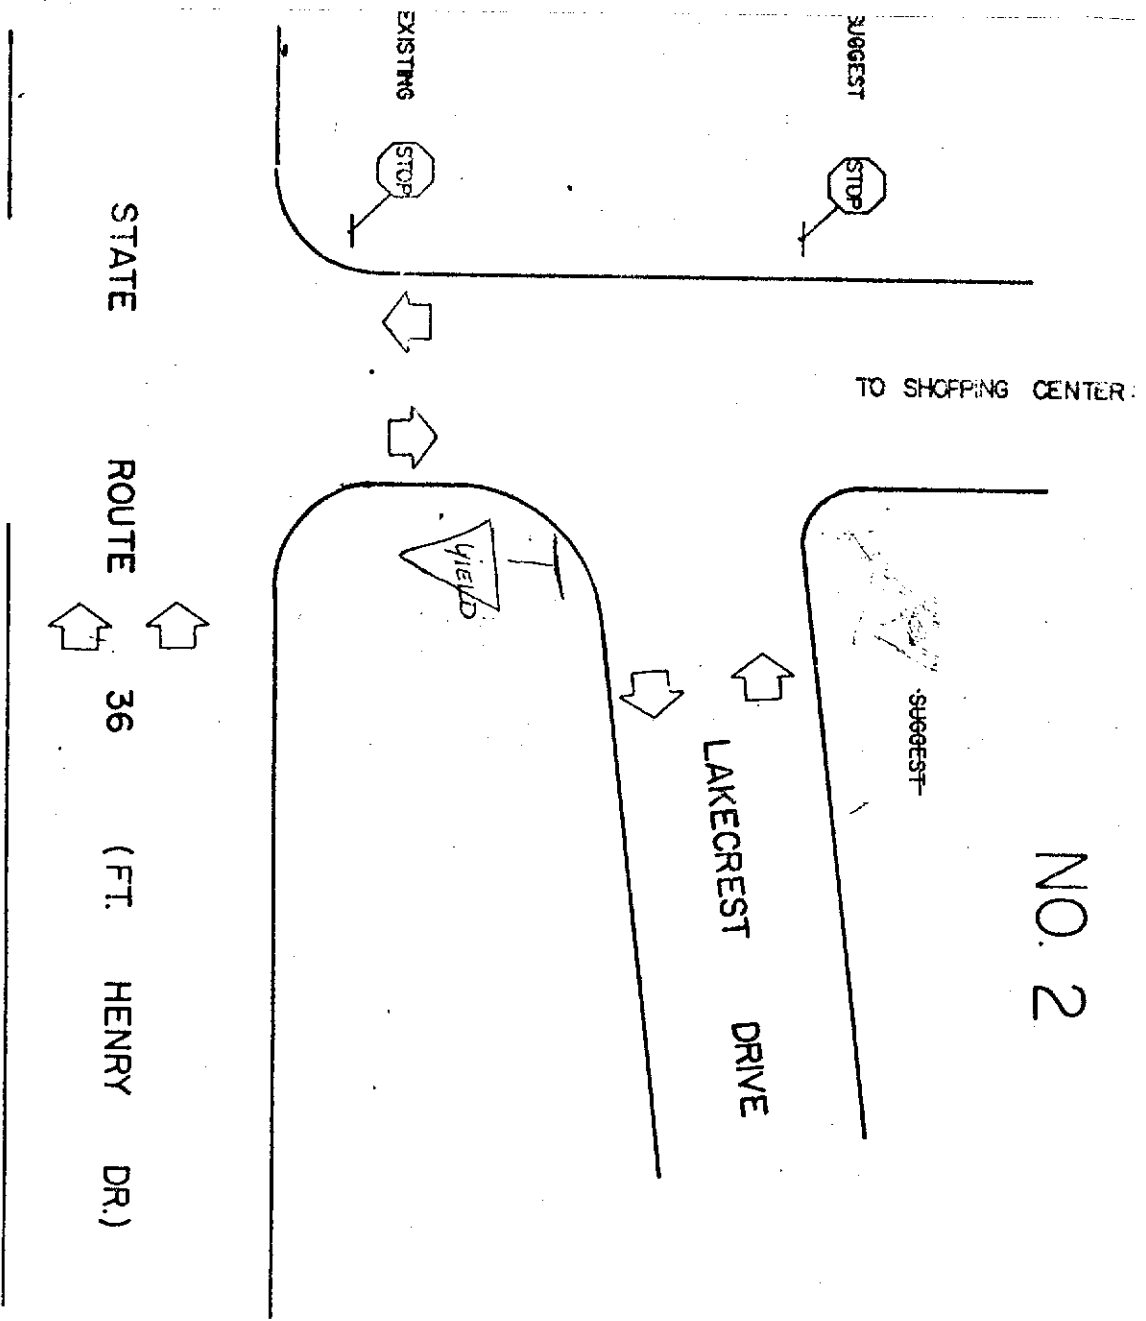 NO. 2
SUGGEST
STOP
TO SHOPPING CENTER
SUGGEST
EXISTING
STOP
YIELD
LAKECREST DRIVE
STATE ROUTE 36 (FT. HENRY DR.)